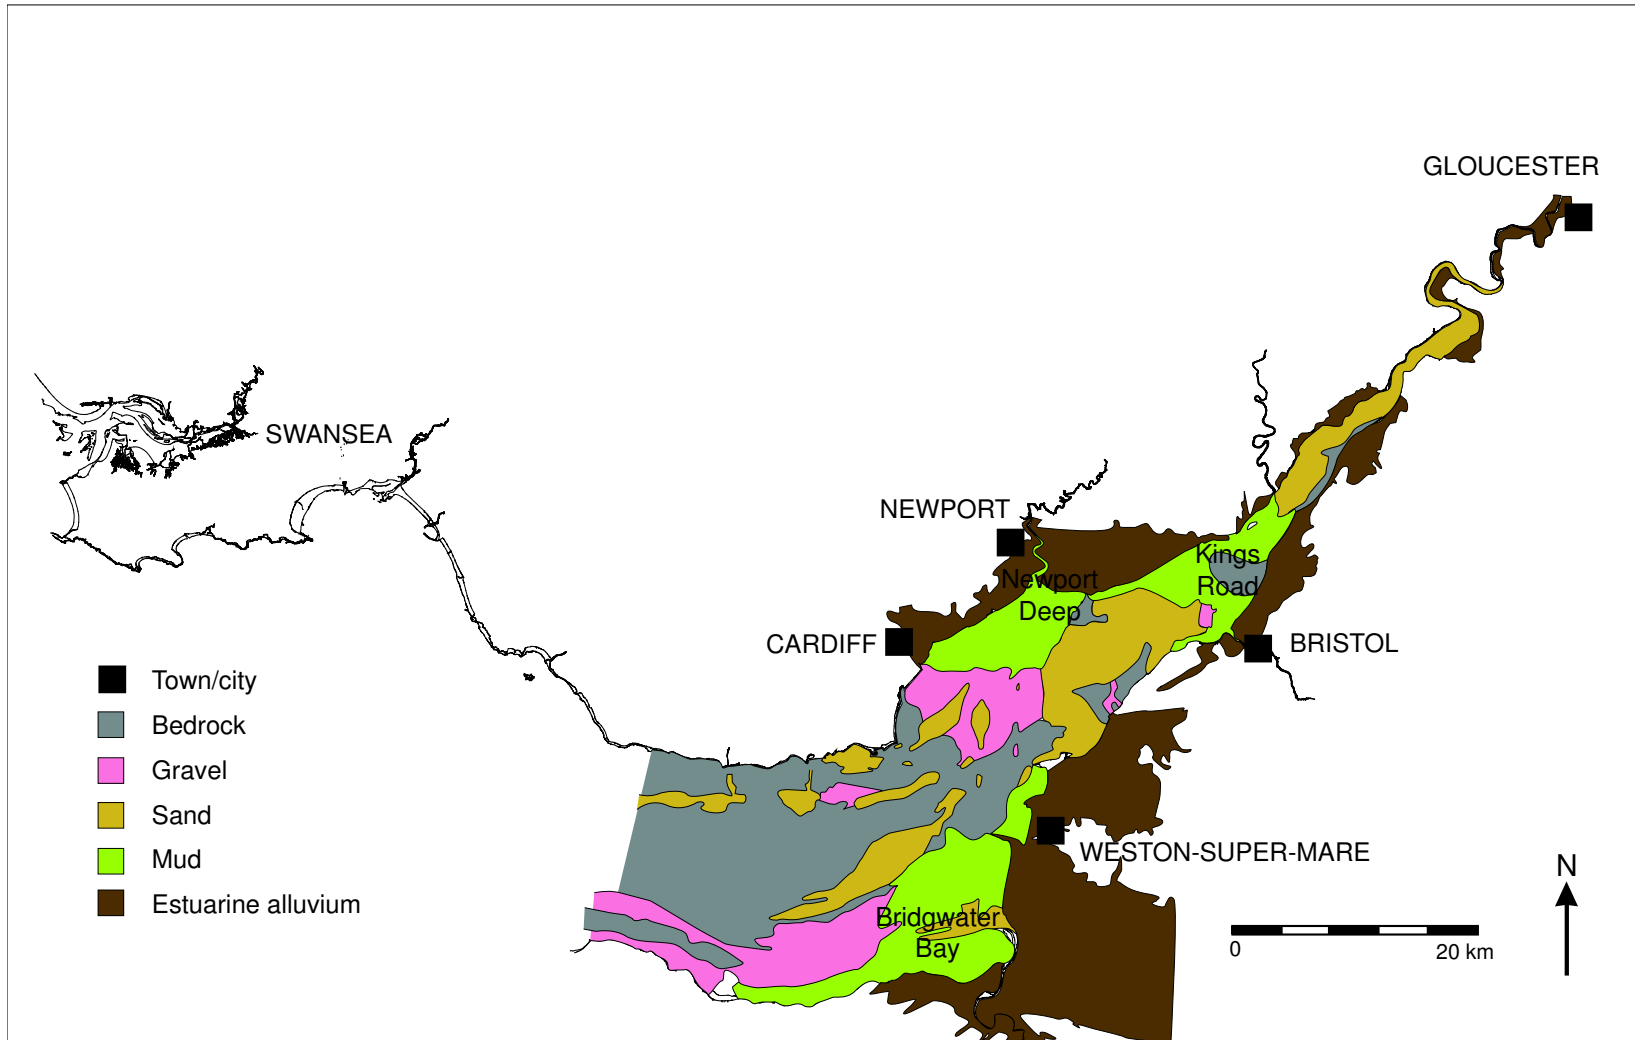 GLOUCESTER
SWANSEA
NEWPORT
Kings
Road
Newport
Deep
CARDIFF
BRISTOL
Town/city
Bedrock
Gravel
Sand
Mud
Estuarine alluvium
WESTON-SUPER-MARE
N
Bridgwater
Bay
0 20 km